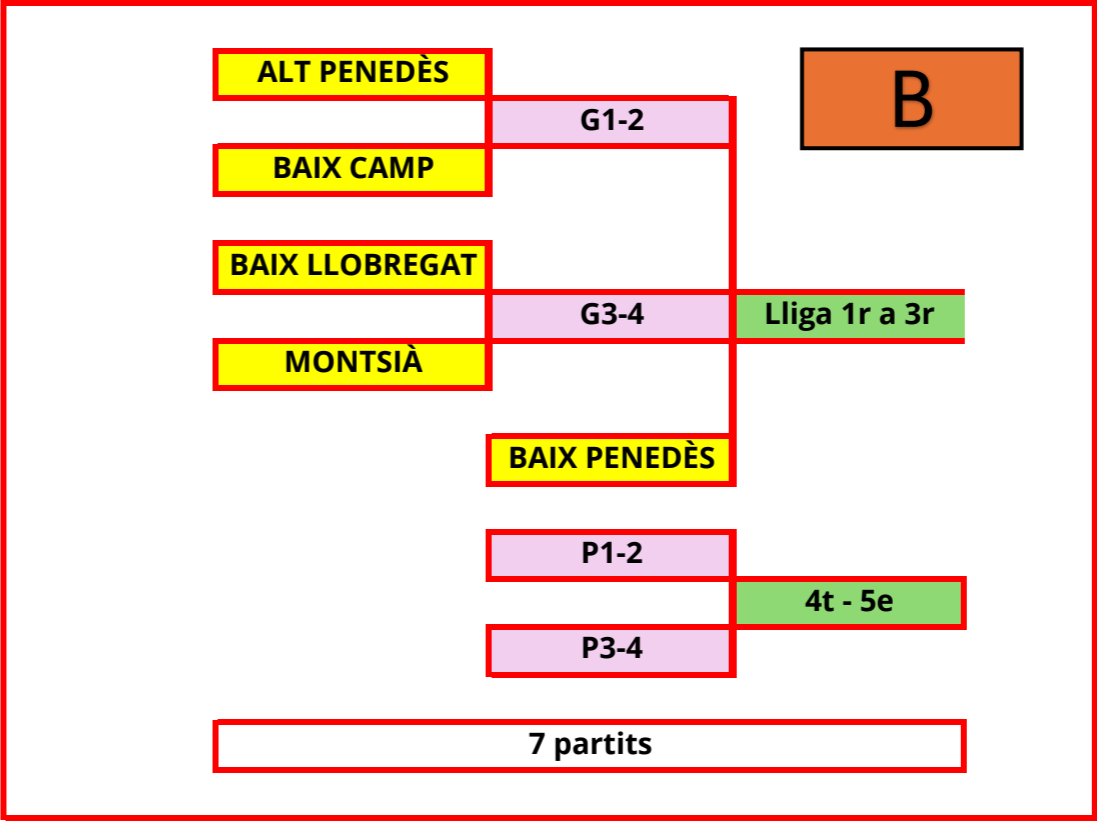 ALT PENEDÈS
B
G1-2
BAIX CAMP
BAIX LLOBREGAT
G3-4
Lliga 1r a 3r
MONTSIÀ
BAIX PENEDÈS
P1-2
4t - 5e
P3-4
7 partits